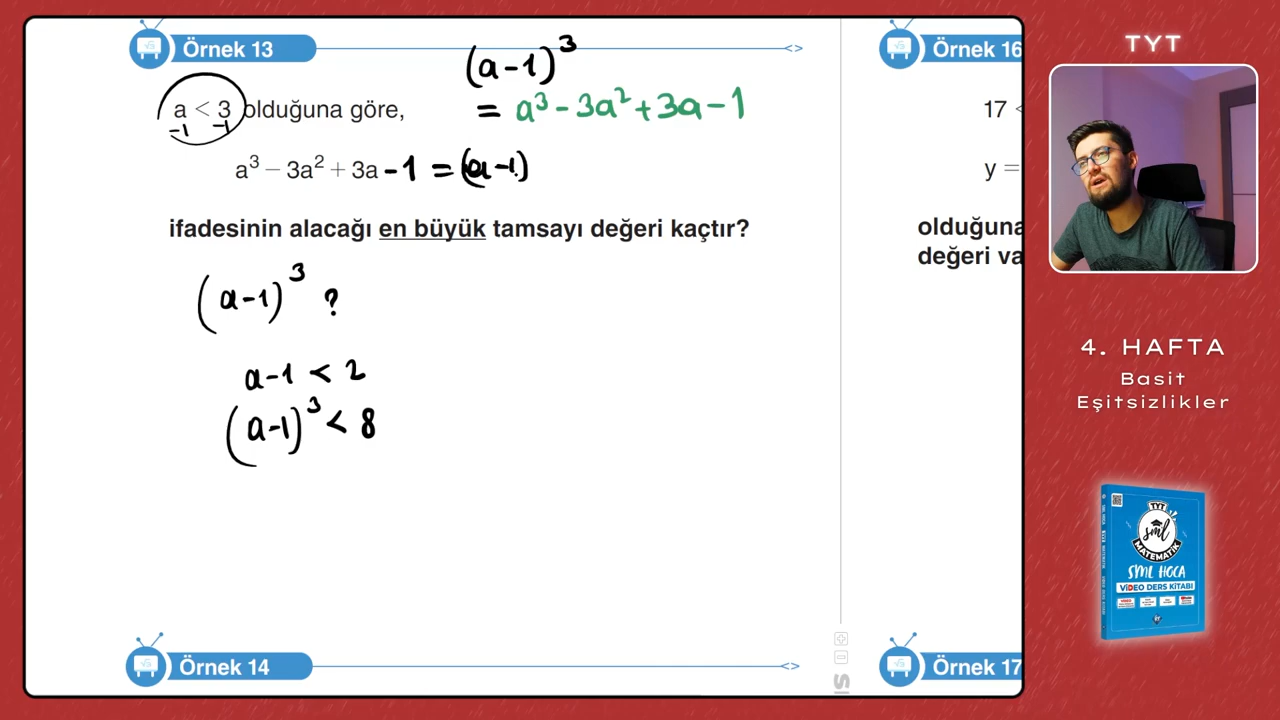 Örnek 13
(a-1)³
a < 3 olduğuna göre,
-1 -1
= a³-3a²+3a-1
a³ − 3a² + 3a -1 = (a-1)
ifadesinin alacağı en büyük tamsayı değeri kaçtır?
(a-1)³ ?
a-1 < 2
(a-1)³ < 8
Örnek 14
Örnek 16
17 <
y =
olduğuna
değeri va
Örnek 17
TYT
4. HAFTA
Basit
Eşitsizlikler
TYT
sml
MATEMATİK
SML HOCA
VİDEO DERS KİTABI